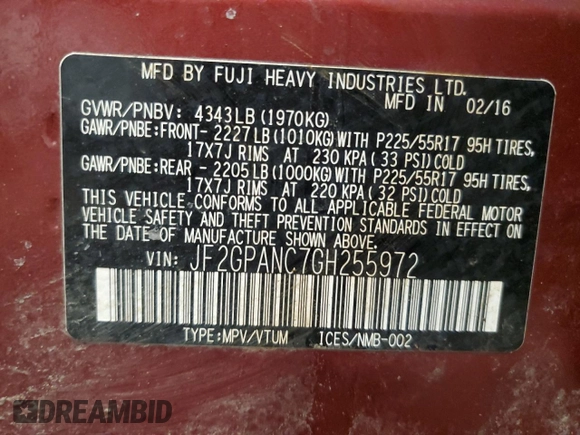 MFD BY FUJI HEAVY INDUSTRIES LTD.
MFD IN 02/16
GVWR/PNBV: 4343LB(1970KG)
GAWR/PNBE:FRONT- 2227LB(1010KG)WITH P225/55R17 95H TIRES,
17X7J RIMS AT 230 KPA( 33 PSI)COLD
GAWR/PNBE:REAR - 2205LB(1000KG)WITH P225/55R17 95H TIRES,
17X7J RIMS AT 220 KPA( 32 PSI)COLD
THIS VEHICLE CONFORMS TO ALL APPLICABLE FEDERAL MOTOR
VEHICLE SAFETY AND THEFT PREVENTION STANDARDS IN EFFECT ON
THE DATE OF MANUFACTURE SHOWN ABOVE.
VIN: JF2GPANC7GH255972
TYPE:MPV/VTUM ICES/NMB-002
DREAMBID